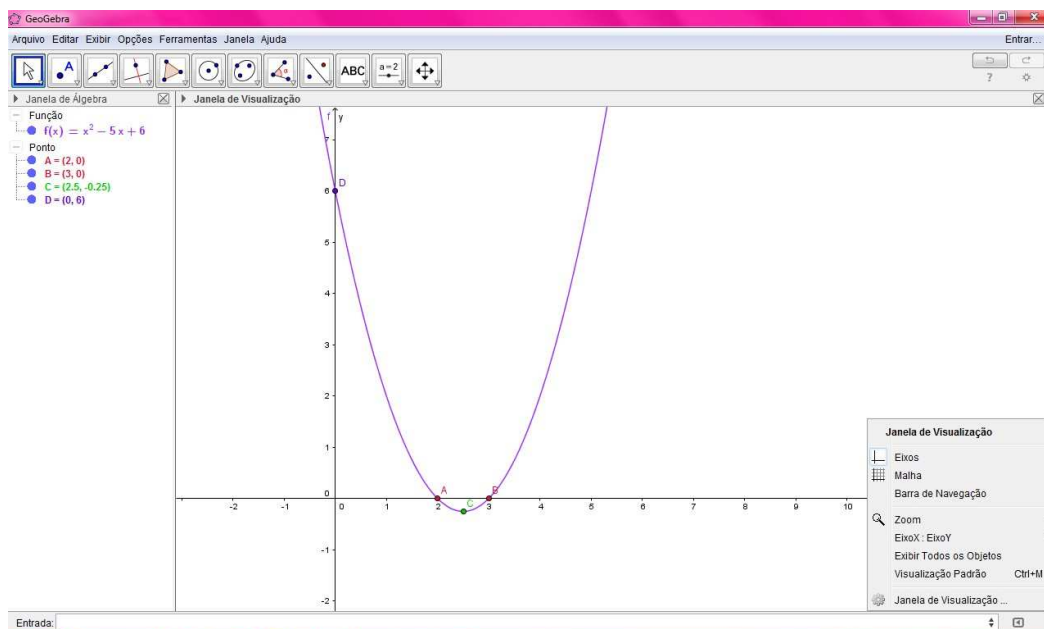 GeoGebra
Arquivo Editar Exibir Opções Ferramentas Janela Ajuda
Entrar...
A
α
ABC
a=2
?
Janela de Álgebra
Função
f(x) = x² − 5 x + 6
Ponto
A = (2, 0)
B = (3, 0)
C = (2.5, -0.25)
D = (0, 6)
Janela de Visualização
f
y
7
6
5
4
3
2
1
0
-1
-2
D
A
B
C
-2 -1 0 1 2 3 4 5 6 7 8 9 10
Janela de Visualização
Eixos
Malha
Barra de Navegação
Zoom
EixoX : EixoY
Exibir Todos os Objetos
Visualização Padrão Ctrl+M
Janela de Visualização ...
Entrada: